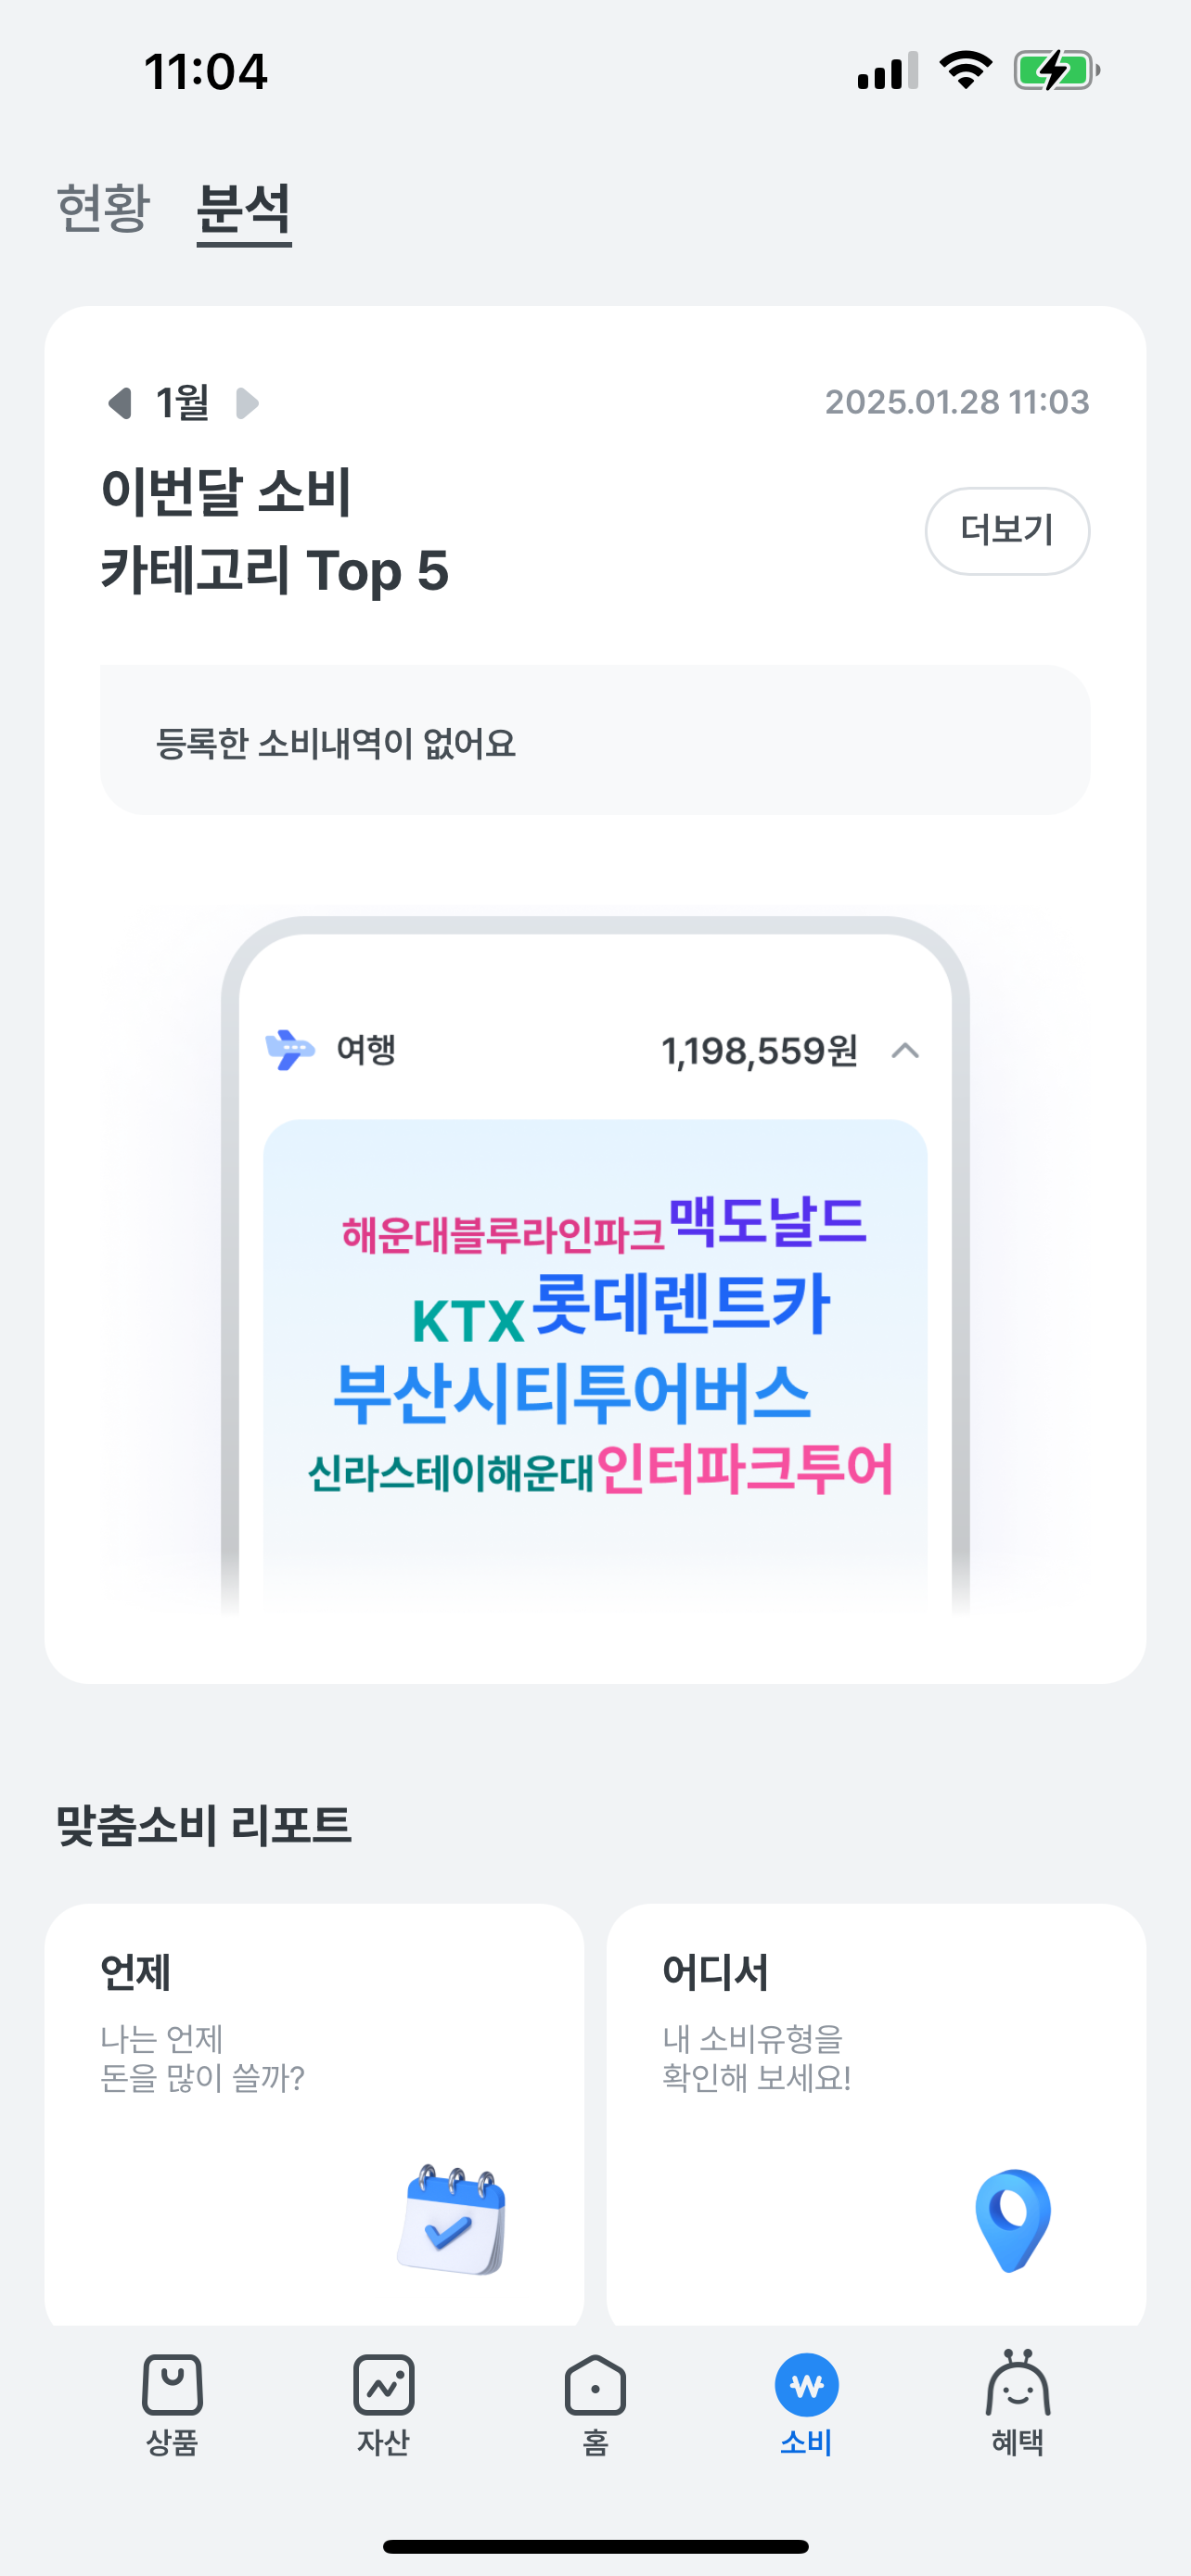 11:04
현황 분석
1월 2025.01.28 11:03
이번달 소비
카테고리 Top 5
더보기
등록한 소비내역이 없어요
여행 1,198,559원
해운대블루라인파크 맥도날드
KTX 롯데렌트카
부산시티투어버스
신라스테이해운대 인터파크투어
맞춤소비 리포트
언제
나는 언제
돈을 많이 쓸까?
어디서
내 소비유형을
확인해 보세요!
상품 자산 홈 소비 혜택